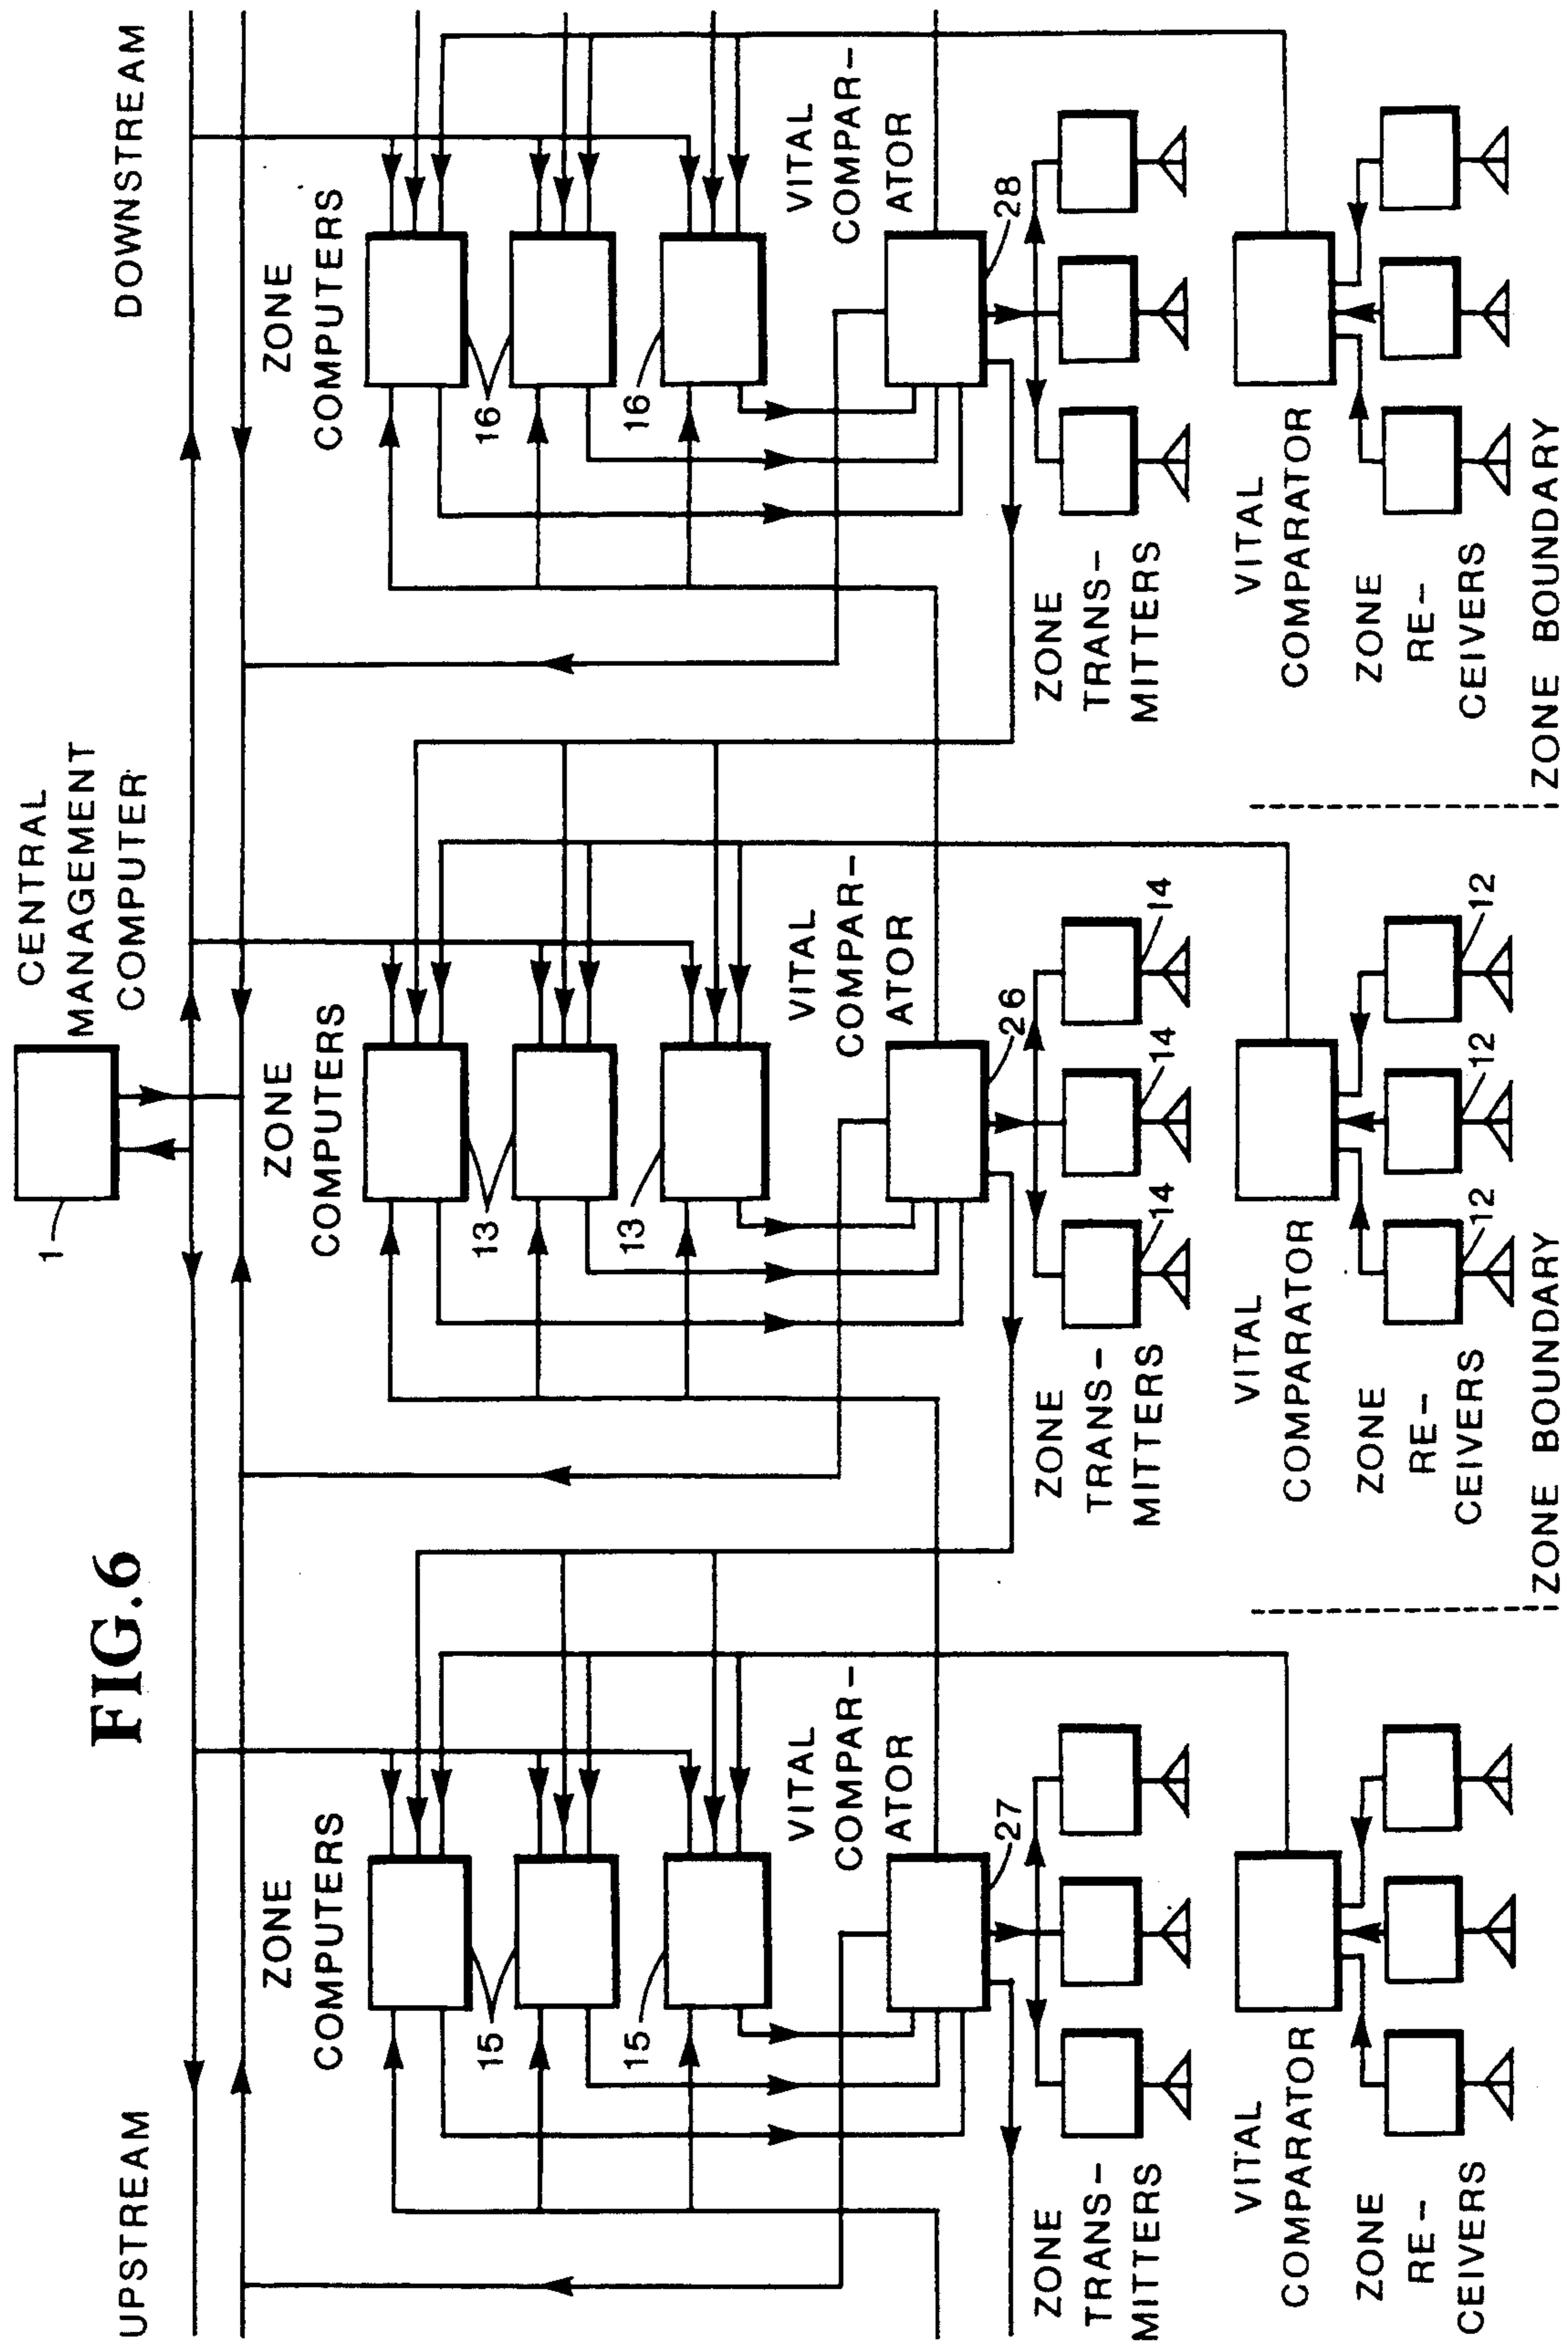 FIG.6
UPSTREAM
CENTRAL
MANAGEMENT
COMPUTER
1
DOWNSTREAM
ZONE
COMPUTERS
15
15
VITAL
COMPAR-
ATOR
27
ZONE
TRANS-
MITTERS
VITAL
COMPARATOR
ZONE
RE-
CEIVERS
ZONE BOUNDARY
ZONE
COMPUTERS
13
13
VITAL
COMPAR-
ATOR
26
ZONE
TRANS-
MITTERS
14
14
14
VITAL
COMPARATOR
ZONE
RE-
CEIVERS
12
12
12
ZONE BOUNDARY
ZONE
COMPUTERS
16
16
VITAL
COMPAR-
ATOR
28
ZONE
TRANS-
MITTERS
VITAL
COMPARATOR
ZONE
RE-
CEIVERS